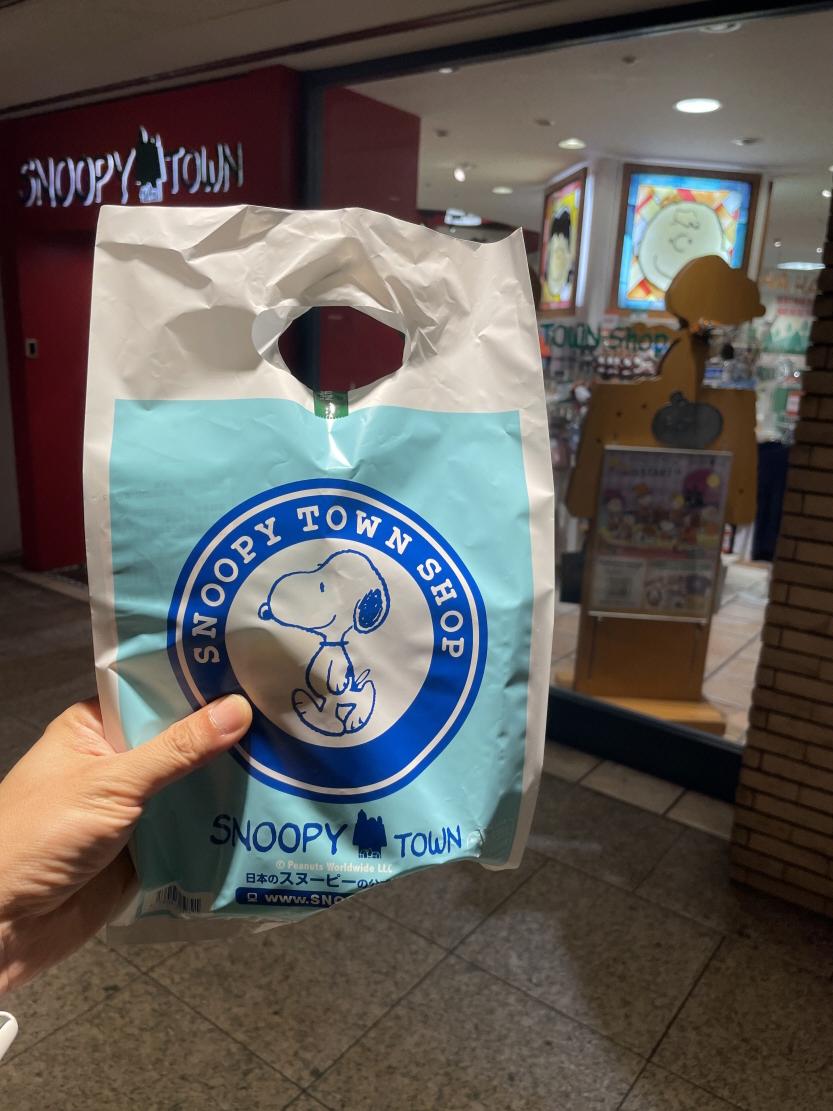 SNOOPY TOWN
TOWN Shop
SNOOPY TOWN SHOP
SNOOPY TOWN
© Peanuts Worldwide LLC
日本のスヌーピーの公
www.SNO